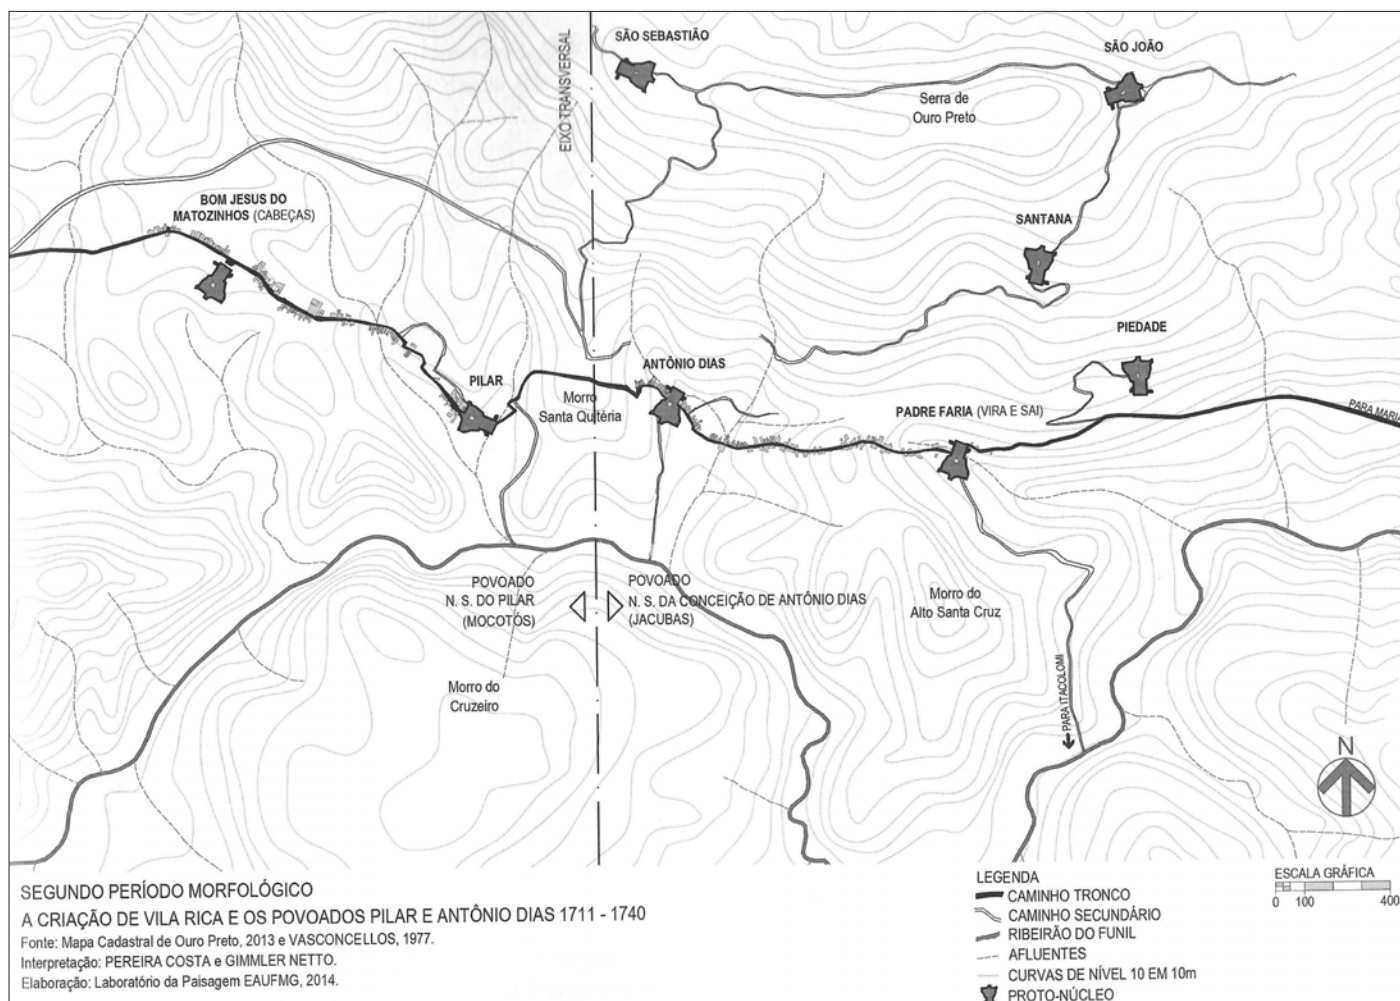 EIXO TRANSVERSAL
SÃO SEBASTIÃO
SÃO JOÃO
Serra de
Ouro Preto
BOM JESUS DO
MATOZINHOS (CABEÇAS)
SANTANA
PIEDADE
ANTÔNIO DIAS
PILAR
Morro
Santa Quitéria
PADRE FARIA (VIRA E SAI)
PARA MARIA
POVOADO
N. S. DO PILAR
(MOCOTÓS)
POVOADO
N. S. DA CONCEIÇÃO DE ANTÔNIO DIAS
(JACUBAS)
Morro do
Alto Santa Cruz
Morro do
Cruzeiro
PARA ITACOLOMI
N
SEGUNDO PERÍODO MORFOLÓGICO
A CRIAÇÃO DE VILA RICA E OS POVOADOS PILAR E ANTÔNIO DIAS 1711 - 1740
Fonte: Mapa Cadastral de Ouro Preto, 2013 e VASCONCELLOS, 1977.
Interpretação: PEREIRA COSTA e GIMMLER NETTO.
Elaboração: Laboratório da Paisagem EAUFMG, 2014.
LEGENDA
CAMINHO TRONCO
CAMINHO SECUNDÁRIO
RIBEIRÃO DO FUNIL
AFLUENTES
CURVAS DE NÍVEL 10 EM 10m
PROTO-NÚCLEO
ESCALA GRÁFICA
0 100 400